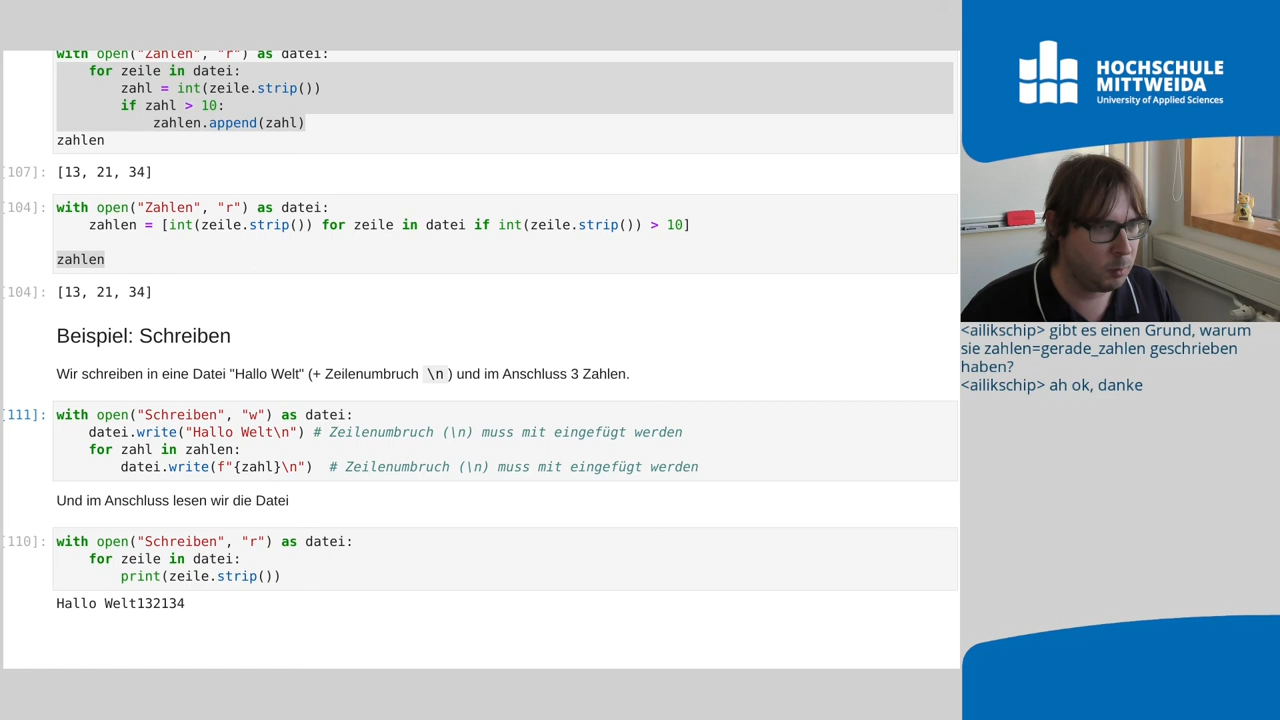 with open("Zahlen", "r") as datei:
for zeile in datei:
zahl = int(zeile.strip())
if zahl > 10:
zahlen.append(zahl)
zahlen
[107]: [13, 21, 34]
[104]: with open("Zahlen", "r") as datei:
zahlen = [int(zeile.strip()) for zeile in datei if int(zeile.strip()) > 10]
zahlen
[104]: [13, 21, 34]
Beispiel: Schreiben
Wir schreiben in eine Datei "Hallo Welt" (+ Zeilenumbruch \n ) und im Anschluss 3 Zahlen.
[111]: with open("Schreiben", "w") as datei:
datei.write("Hallo Welt\n") # Zeilenumbruch (\n) muss mit eingefügt werden
for zahl in zahlen:
datei.write(f"{zahl}\n") # Zeilenumbruch (\n) muss mit eingefügt werden
Und im Anschluss lesen wir die Datei
[110]: with open("Schreiben", "r") as datei:
for zeile in datei:
print(zeile.strip())
Hallo Welt132134
HOCHSCHULE
MITTWEIDA
University of Applied Sciences
<ailikschip> gibt es einen Grund, warum
sie zahlen=gerade_zahlen geschrieben
haben?
<ailikschip> ah ok, danke